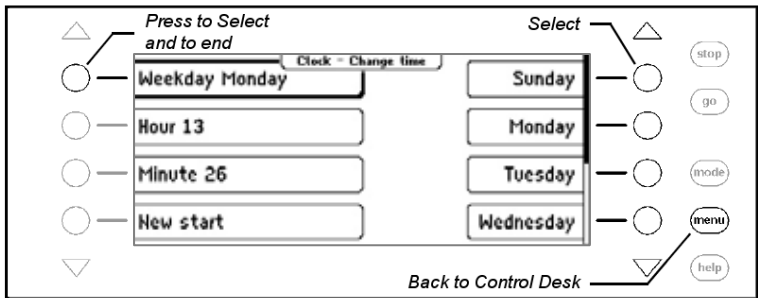 Press to Select
and to end
Select
Clock - Change time
Weekday Monday
Sunday
Hour 13
Monday
Minute 26
Tuesday
New start
Wednesday
stop
go
mode
menu
help
Back to Control Desk